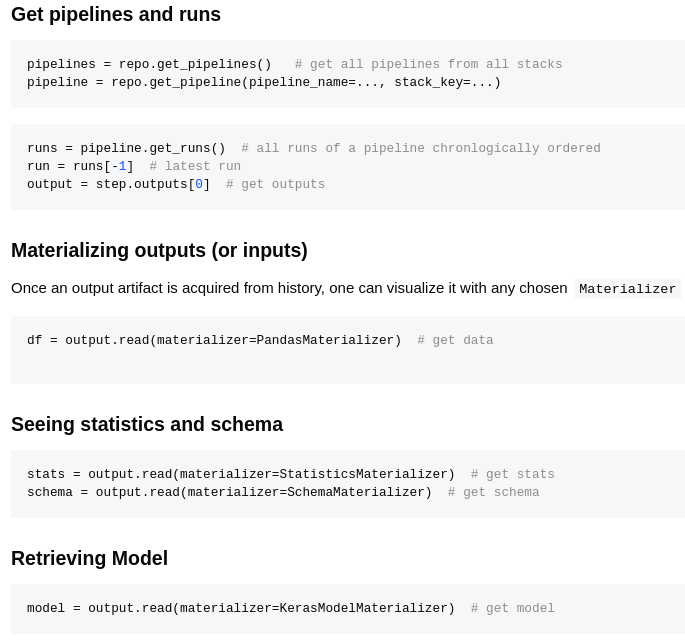 Get pipelines and runs
pipelines = repo.get_pipelines()   # get all pipelines from all stacks
pipeline = repo.get_pipeline(pipeline_name=..., stack_key=...)
runs = pipeline.get_runs()  # all runs of a pipeline chronlogically ordered
run = runs[-1]  # latest run
output = step.outputs[0]  # get outputs
Materializing outputs (or inputs)
Once an output artifact is acquired from history, one can visualize it with any chosen Materializer
df = output.read(materializer=PandasMaterializer)  # get data
Seeing statistics and schema
stats = output.read(materializer=StatisticsMaterializer)  # get stats
schema = output.read(materializer=SchemaMaterializer)  # get schema
Retrieving Model
model = output.read(materializer=KerasModelMaterializer)  # get model